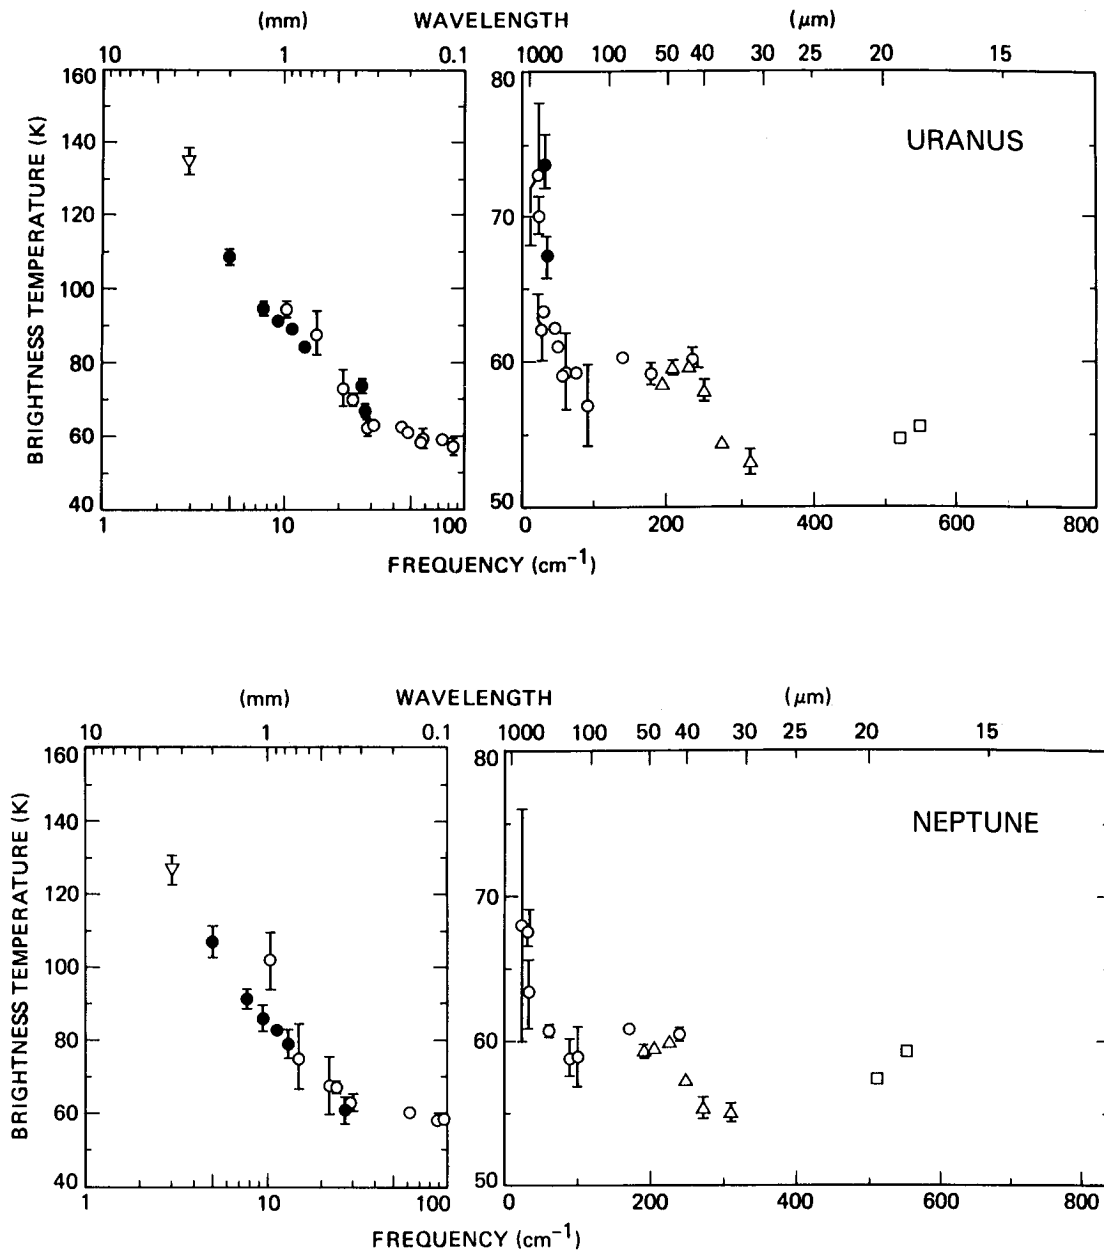 (mm) WAVELENGTH (μm)
10 1 0.1 1000 100 50 40 30 25 20 15
160
140
120
100
80
60
40
BRIGHTNESS TEMPERATURE (K)
1 10 100
80
70
60
50
URANUS
0 200 400 600 800
FREQUENCY (cm⁻¹)
(mm) WAVELENGTH (μm)
10 1 0.1 1000 100 50 40 30 25 20 15
160
140
120
100
80
60
40
BRIGHTNESS TEMPERATURE (K)
1 10 100
80
70
60
50
NEPTUNE
0 200 400 600 800
FREQUENCY (cm⁻¹)